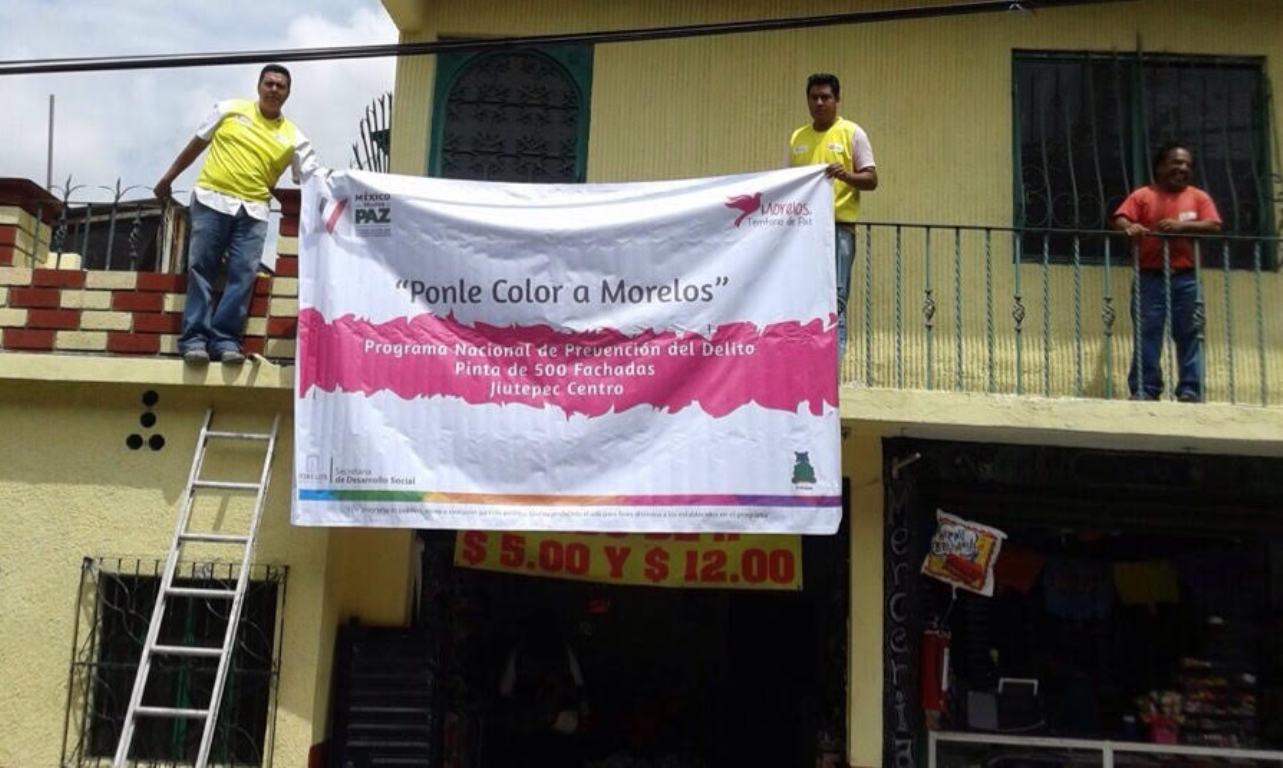 MÉXICO
PAZ
Morelos
Territorio de Paz
“Ponle Color a Morelos”
Programa Nacional de Prevención del Delito
Pinta de 500 Fachadas
Jiutepec Centro
Secretaría
de Desarrollo Social
$ 5.00 Y $ 12.00